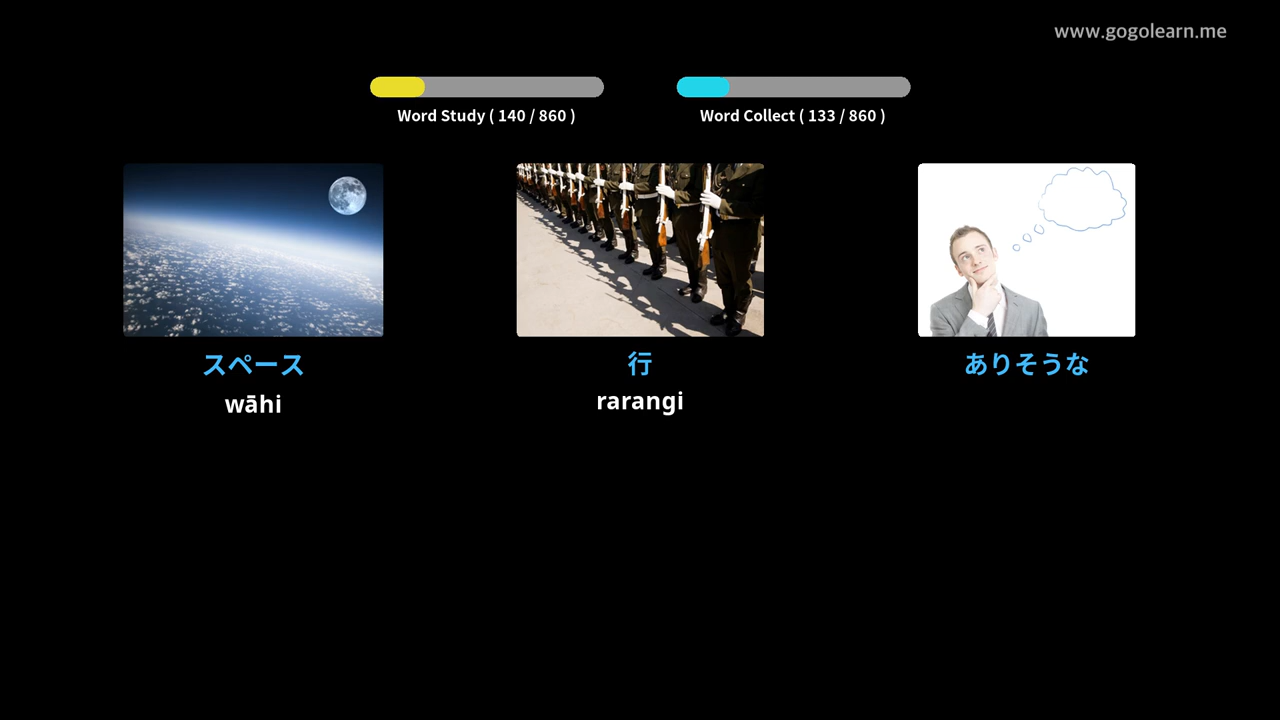 www.gogolearn.me
Word Study ( 140 / 860 )
Word Collect ( 133 / 860 )
スペース
行
ありそうな
wāhi
rarangi